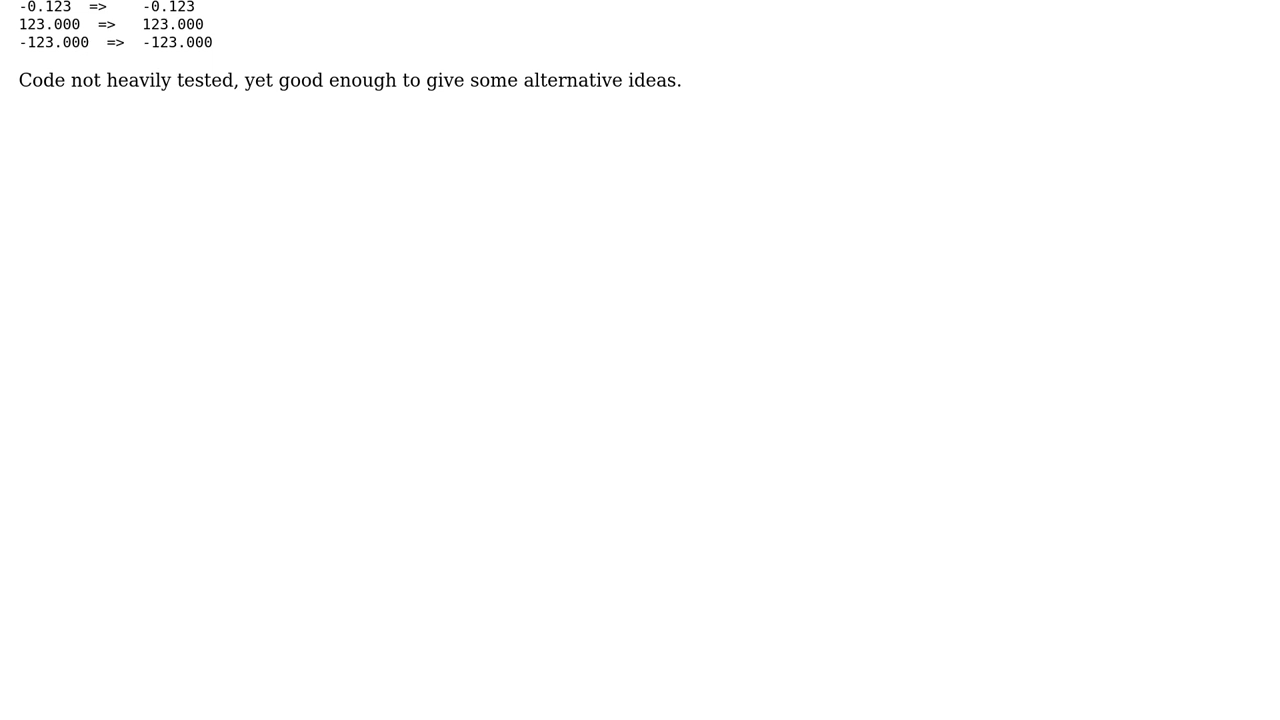 -0.123  =>    -0.123
123.000  =>   123.000
-123.000  =>  -123.000
Code not heavily tested, yet good enough to give some alternative ideas.